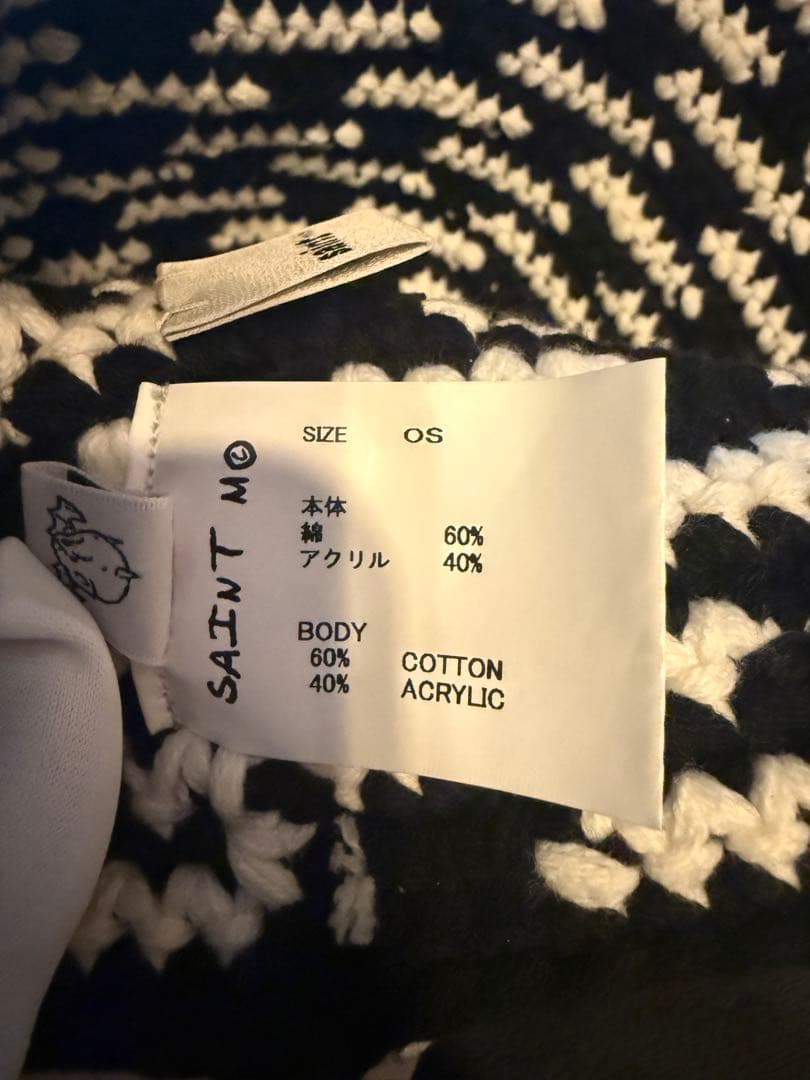 SAINT M
SIZE OS
本体
綿 60%
アクリル 40%
BODY
60% COTTON
40% ACRYLIC